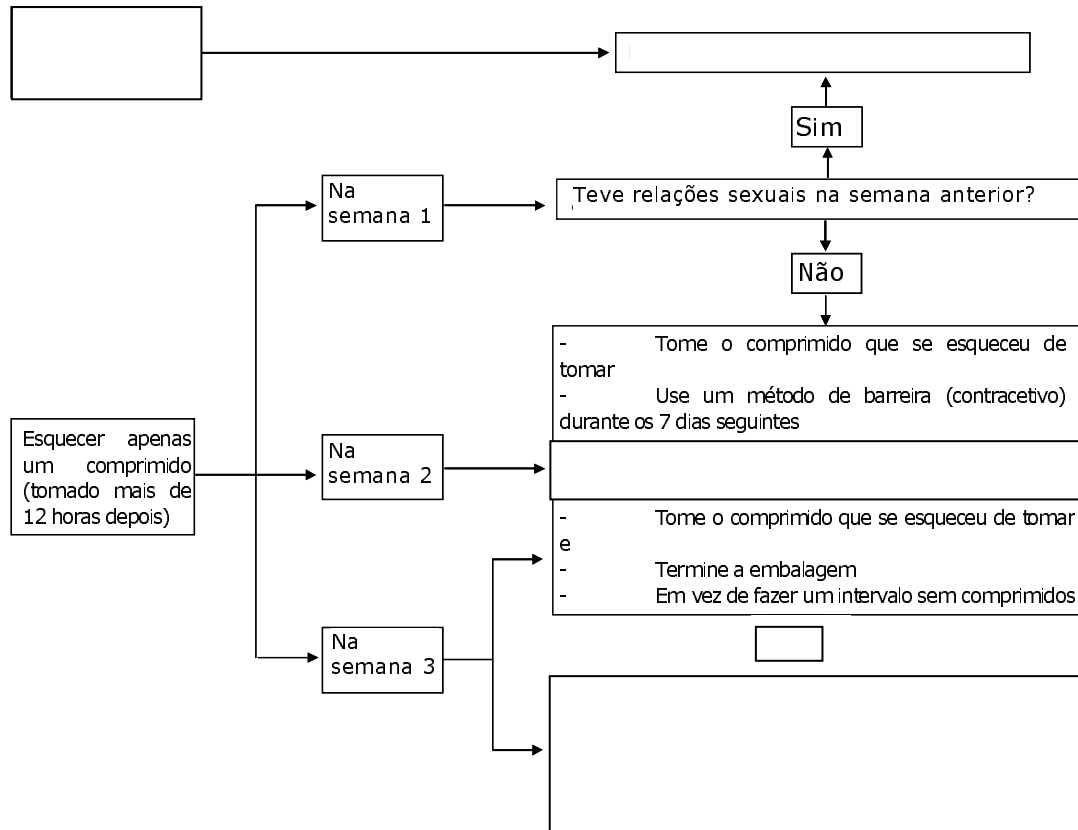 Sim
Na
semana 1
Teve relações sexuais na semana anterior?
Não
- Tome o comprimido que se esqueceu de
tomar
- Use um método de barreira (contracetivo)
durante os 7 dias seguintes
Esquecer apenas
um comprimido
(tomado mais de
12 horas depois)
Na
semana 2
- Tome o comprimido que se esqueceu de tomar
e
- Termine a embalagem
- Em vez de fazer um intervalo sem comprimidos
Na
semana 3